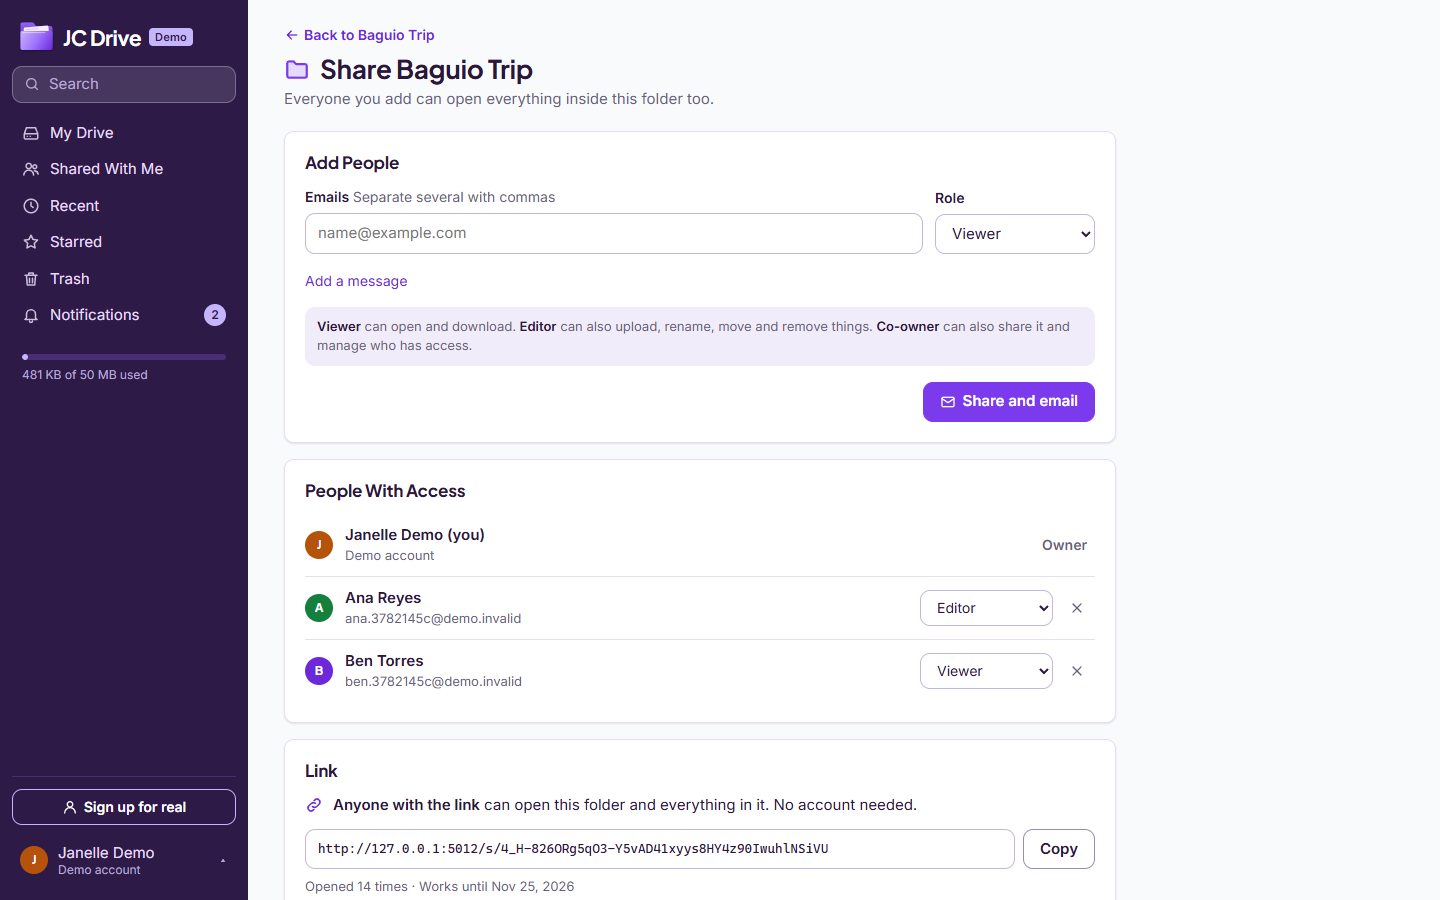 JC Drive Demo
Search
My Drive
Shared With Me
Recent
Starred
Trash
Notifications 2
481 KB of 50 MB used
Sign up for real
J Janelle Demo
Demo account
Back to Baguio Trip
Share Baguio Trip
Everyone you add can open everything inside this folder too.
Add People
Emails Separate several with commas
Role
name@example.com
Viewer
Add a message
Viewer can open and download. Editor can also upload, rename, move and remove things. Co-owner can also share it and
manage who has access.
Share and email
People With Access
J Janelle Demo (you)
Demo account
Owner
A Ana Reyes
ana.3782145c@demo.invalid
Editor
B Ben Torres
ben.3782145c@demo.invalid
Viewer
Link
Anyone with the link can open this folder and everything in it. No account needed.
http://127.0.0.1:5012/s/4_H-826ORg5qO3-Y5vAD41xyys8HY4z90IwuhlNSiVU
Copy
Opened 14 times · Works until Nov 25, 2026